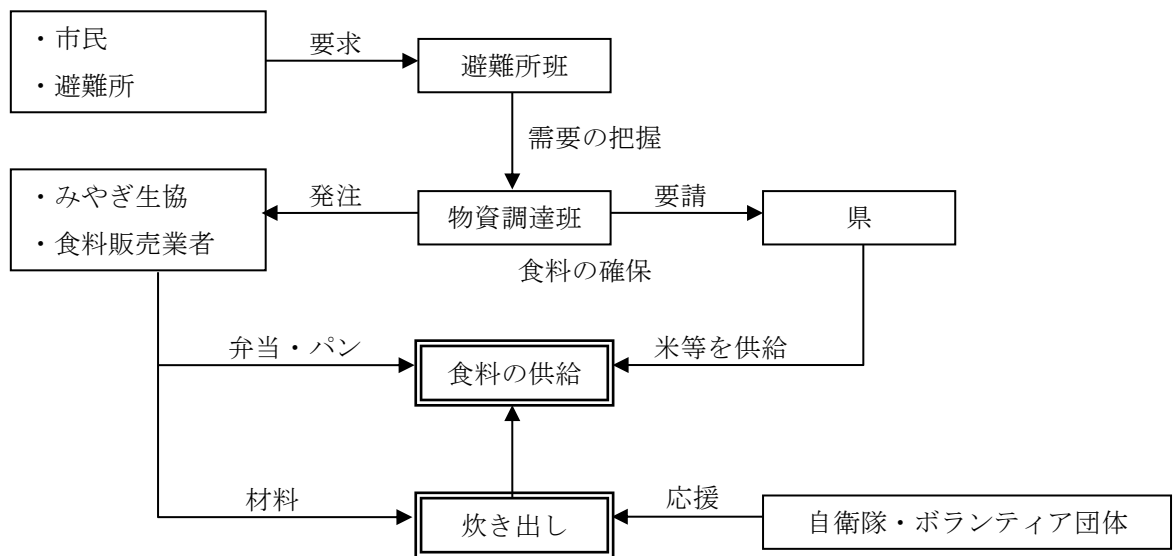 ・市民
・避難所
要求
避難所班
需要の把握
・みやぎ生協
・食料販売業者
発注
物資調達班
要請
県
食料の確保
弁当・パン
食料の供給
米等を供給
材料
炊き出し
応援
自衛隊・ボランティア団体